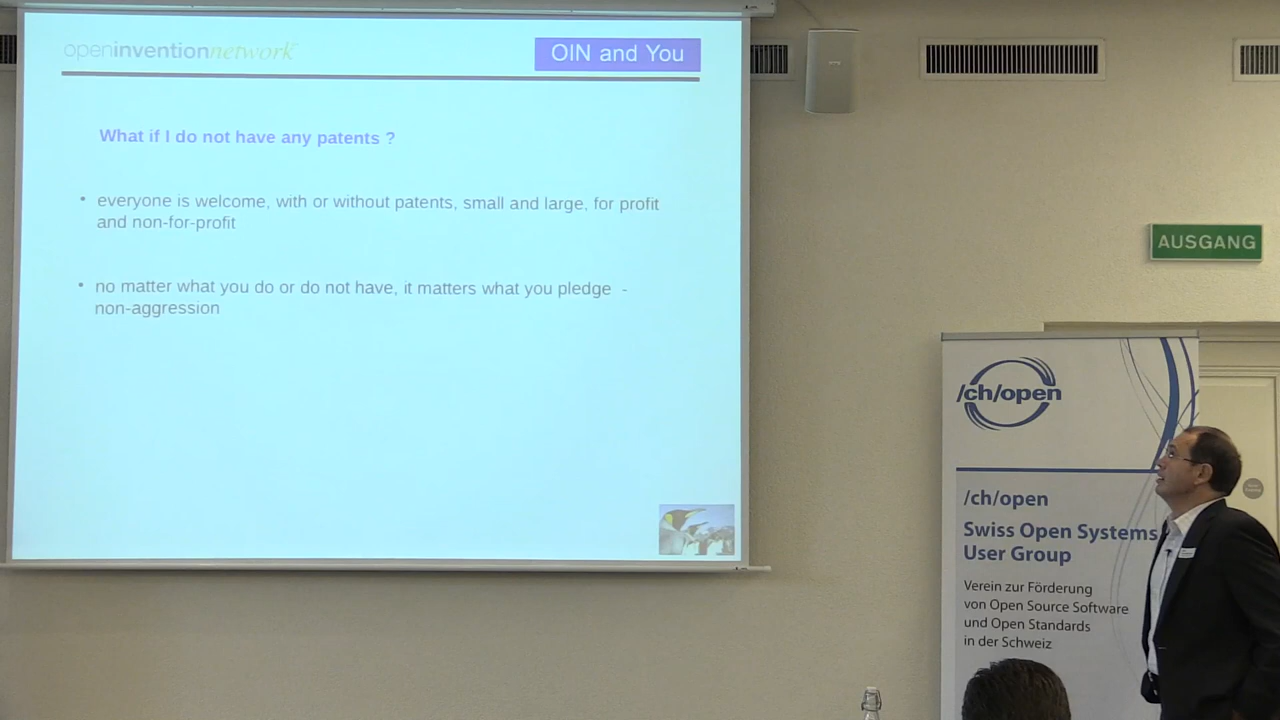 openinventionnetwork
OIN and You
What if I do not have any patents ?
• everyone is welcome, with or without patents, small and large, for profit
and non-for-profit
• no matter what you do or do not have, it matters what you pledge -
non-aggression
AUSGANG
/ch/open
/ch/open
Swiss Open Systems
User Group
Verein zur Förderung
von Open Source Software
und Open Standards
in der Schweiz